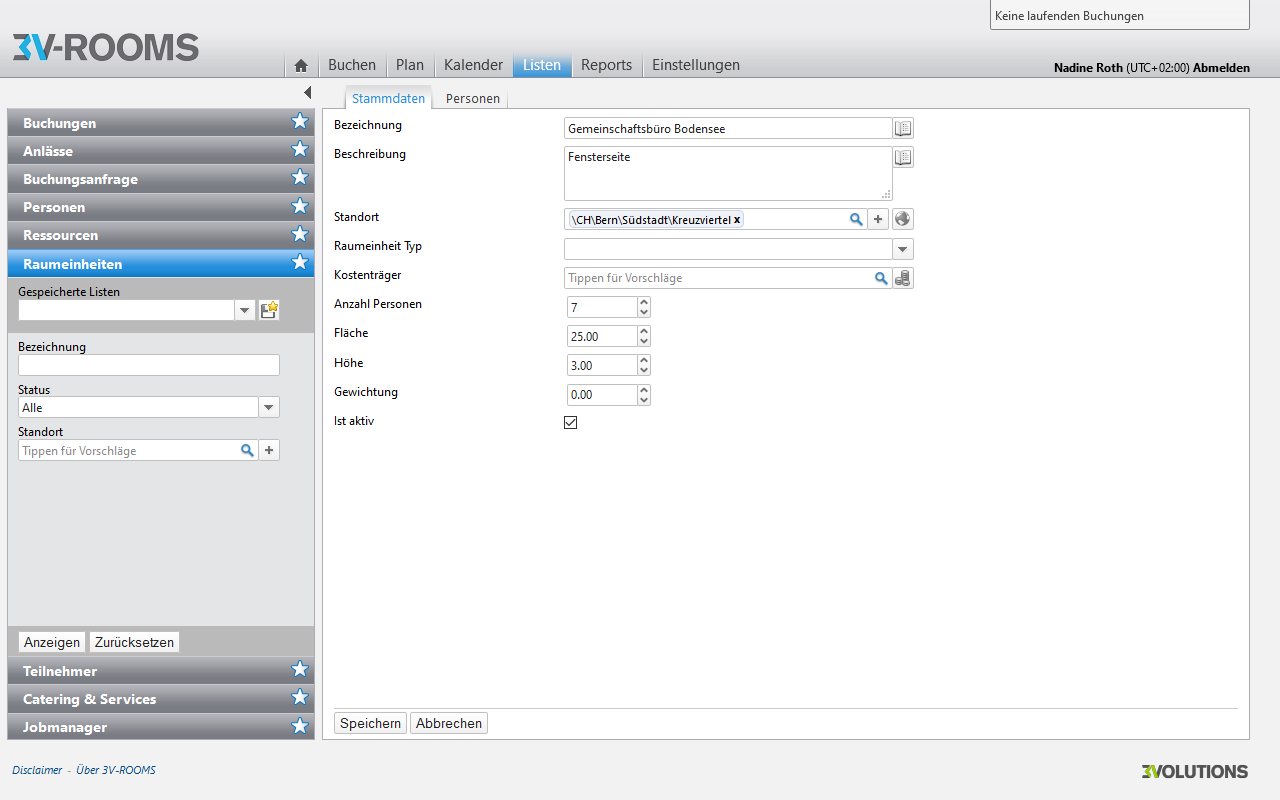 Keine laufenden Buchungen
3V-ROOMS
Buchen
Plan
Kalender
Listen
Reports
Einstellungen
Nadine Roth (UTC+02:00) Abmelden
Buchungen
Anlässe
Buchungsanfrage
Personen
Ressourcen
Raumeinheiten
Gespeicherte Listen
Bezeichnung
Status
Alle
Standort
Tippen für Vorschläge
Anzeigen
Zurücksetzen
Teilnehmer
Catering & Services
Jobmanager
Stammdaten
Personen
Bezeichnung
Gemeinschaftsbüro Bodensee
Beschreibung
Fensterseite
Standort
\CH\Bern\Südstadt\Kreuzviertel x
Raumeinheit Typ
Kostenträger
Tippen für Vorschläge
Anzahl Personen
7
Fläche
25.00
Höhe
3.00
Gewichtung
0.00
Ist aktiv
Speichern
Abbrechen
Disclaimer - Über 3V-ROOMS
3VOLUTIONS